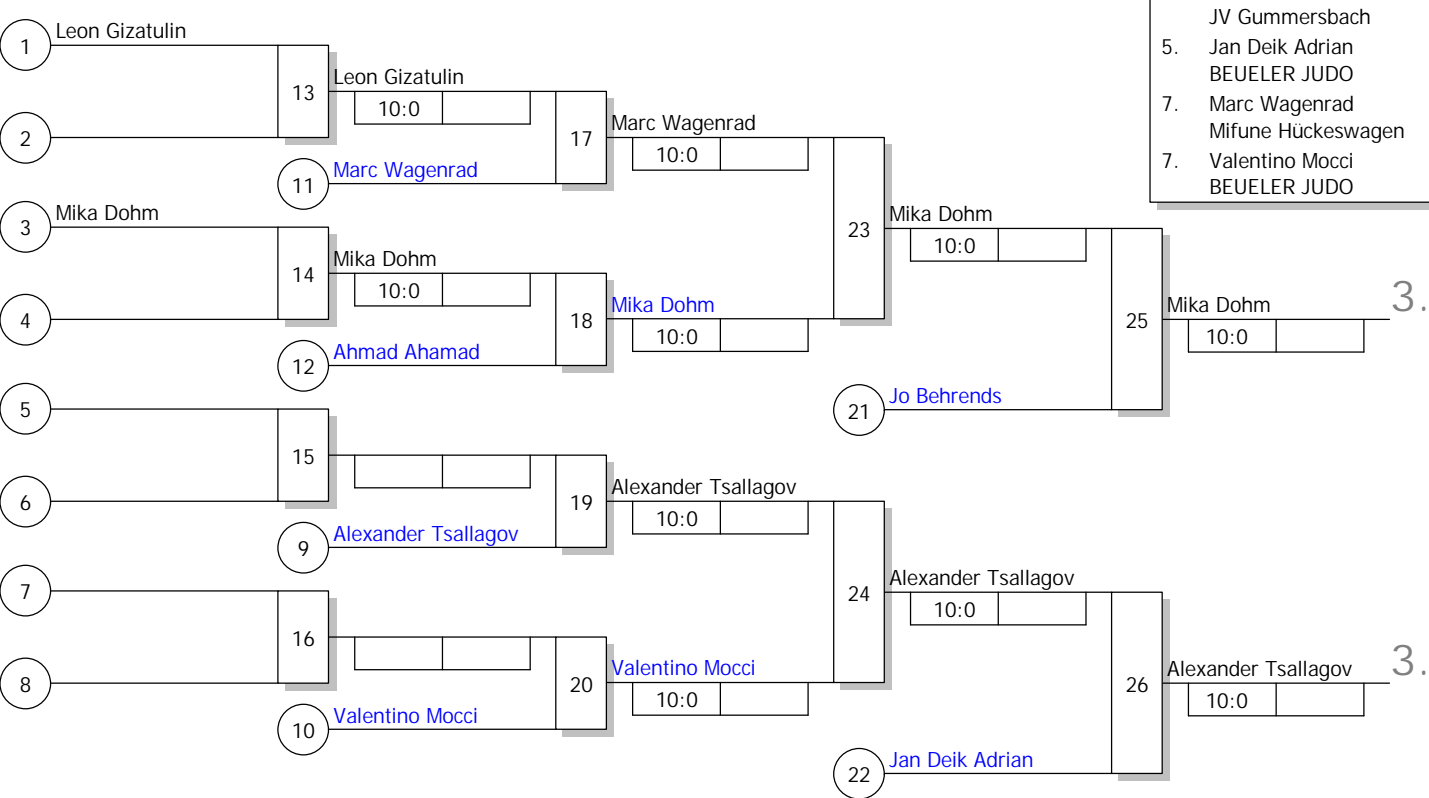 JV Gummersbach
5. Jan Deik Adrian
BEUELER JUDO
7. Marc Wagenrad
Mifune Hückeswagen
7. Valentino Mocci
BEUELER JUDO
1 Leon Gizatulin
2
13 Leon Gizatulin
10:0
11 Marc Wagenrad
17 Marc Wagenrad
10:0
3 Mika Dohm
4
14 Mika Dohm
10:0
12 Ahmad Ahamad
18 Mika Dohm
10:0
23 Mika Dohm
10:0
21 Jo Behrends
25 Mika Dohm 3.
10:0
5
6
15
9 Alexander Tsallagov
19 Alexander Tsallagov
10:0
7
8
16
10 Valentino Mocci
20 Valentino Mocci
10:0
24 Alexander Tsallagov
10:0
22 Jan Deik Adrian
26 Alexander Tsallagov 3.
10:0